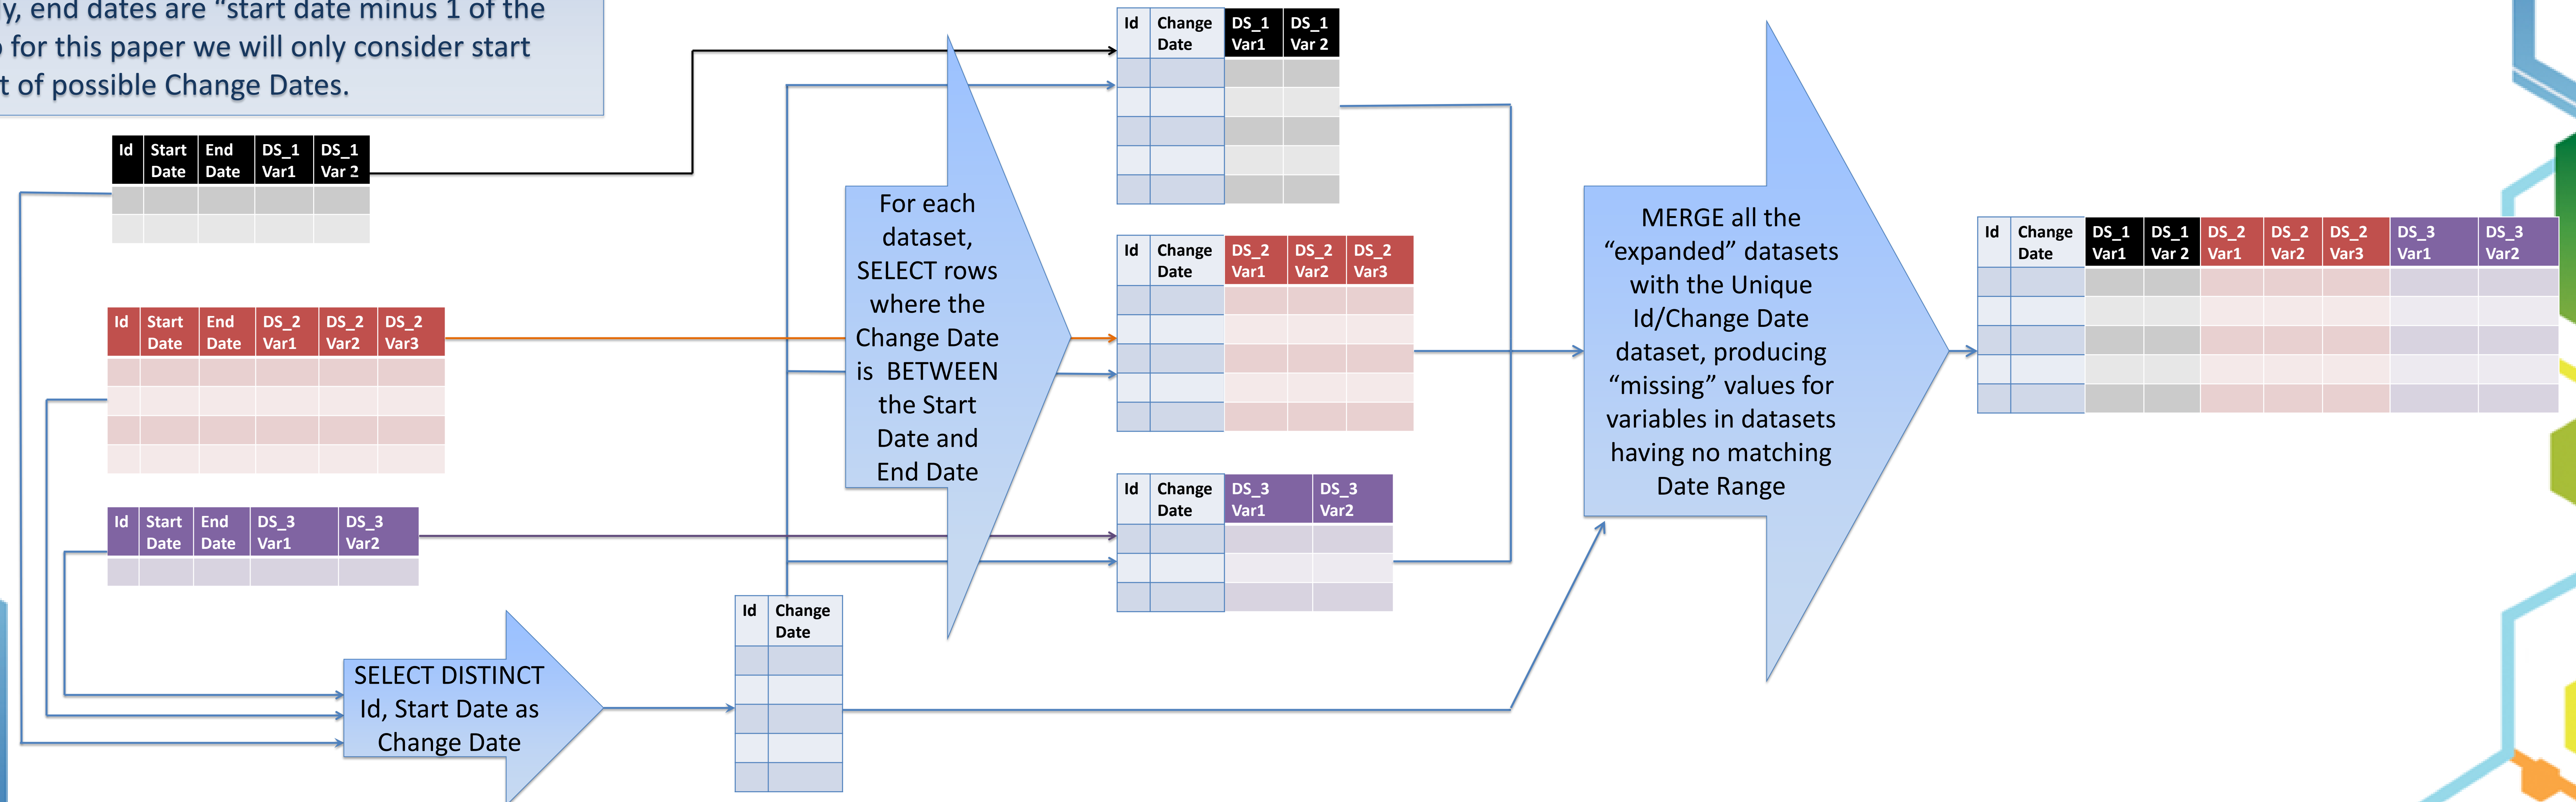 ly, end dates are “start date minus 1 of the
o for this paper we will only consider start
t of possible Change Dates.
Id Start Date End Date DS_1 Var1 DS_1 Var 2
Id Start Date End Date DS_2 Var1 DS_2 Var2 DS_2 Var3
Id Start Date End Date DS_3 Var1 DS_3 Var2
SELECT DISTINCT
Id, Start Date as
Change Date
Id Change Date
For each
dataset,
SELECT rows
where the
Change Date
is BETWEEN
the Start
Date and
End Date
Id Change Date DS_1 Var1 DS_1 Var 2
Id Change Date DS_2 Var1 DS_2 Var2 DS_2 Var3
Id Change Date DS_3 Var1 DS_3 Var2
MERGE all the
“expanded” datasets
with the Unique
Id/Change Date
dataset, producing
“missing” values for
variables in datasets
having no matching
Date Range
Id Change Date DS_1 Var1 DS_1 Var 2 DS_2 Var1 DS_2 Var2 DS_2 Var3 DS_3 Var1 DS_3 Var2